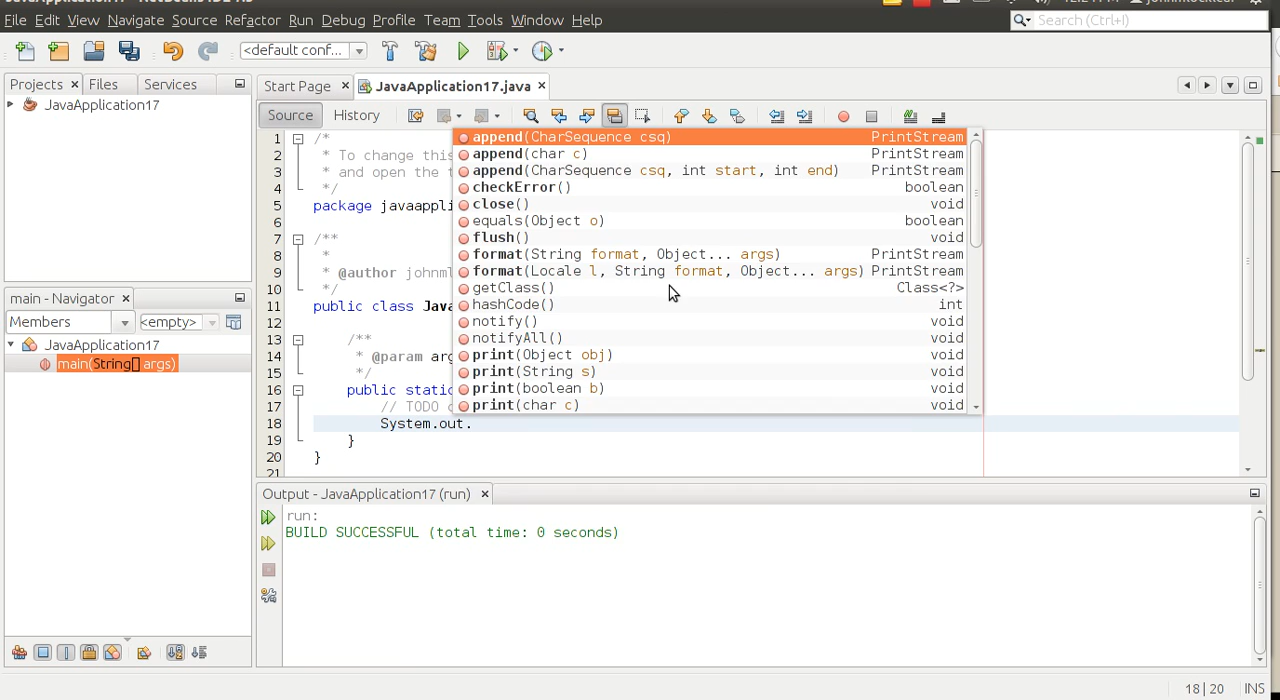 File Edit View Navigate Source Refactor Run Debug Profile Team Tools Window Help
Search (Ctrl+I)
<default conf...
Projects Files Services
Start Page JavaApplication17.java
JavaApplication17
Source History
1 /*
2 * To change this
3 * and open the t
4 */
5 package javaappli
6
7 /**
8 *
9 * @author johnml
10 */
11 public class Java
12
13 /**
14 * @param arg
15 */
16 public static
17 // TODO
18 System.out.
19 }
20 }
21
append(CharSequence csq) PrintStream
append(char c) PrintStream
append(CharSequence csq, int start, int end) PrintStream
checkError() boolean
close() void
equals(Object o) boolean
flush() void
format(String format, Object... args) PrintStream
format(Locale l, String format, Object... args) PrintStream
getClass() Class<?>
hashCode() int
notify() void
notifyAll() void
print(Object obj) void
print(String s) void
print(boolean b) void
print(char c) void
main - Navigator
Members <empty>
JavaApplication17
main(String[] args)
Output - JavaApplication17 (run)
run:
BUILD SUCCESSFUL (total time: 0 seconds)
18|20 INS